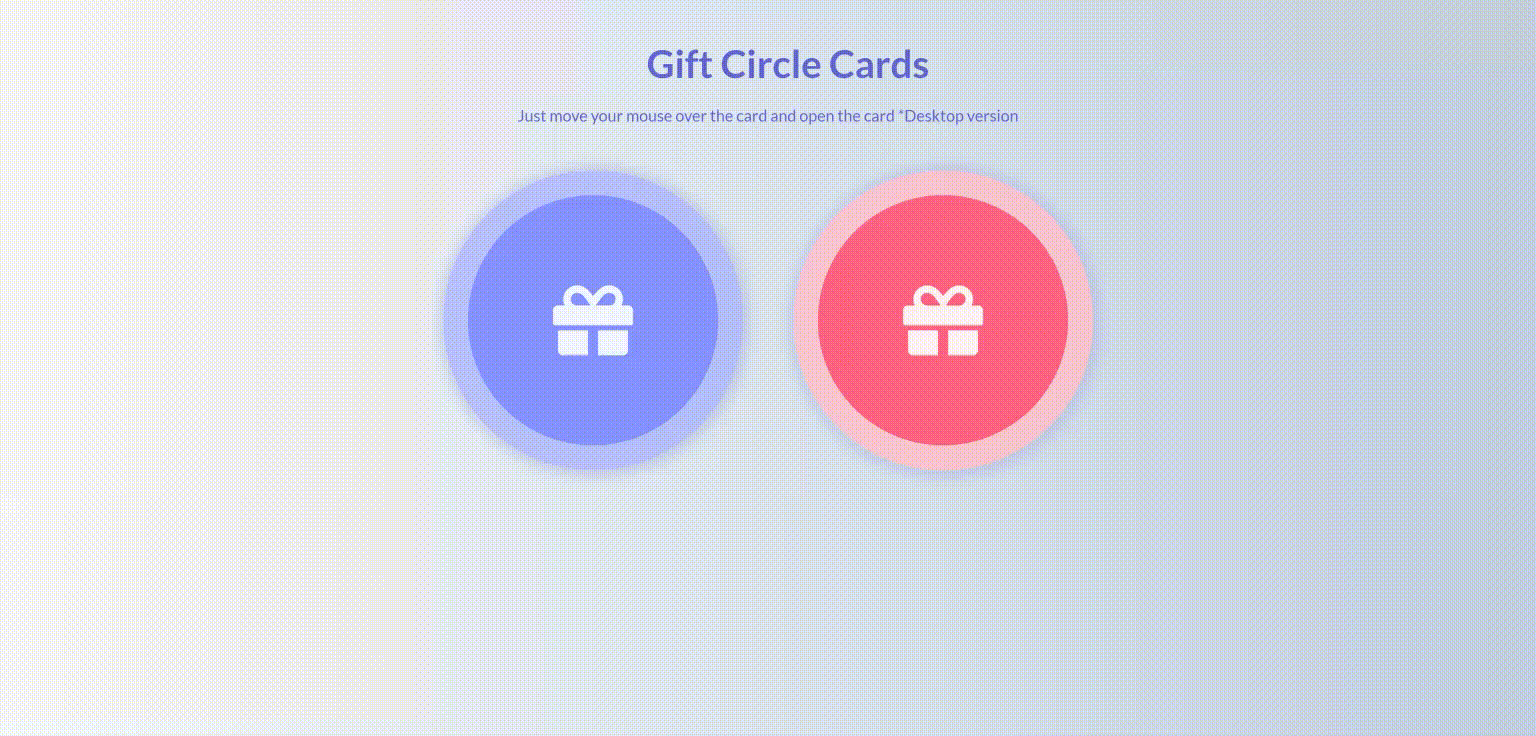 Gift Circle Cards
Just move your mouse over the card and open the card *Desktop version